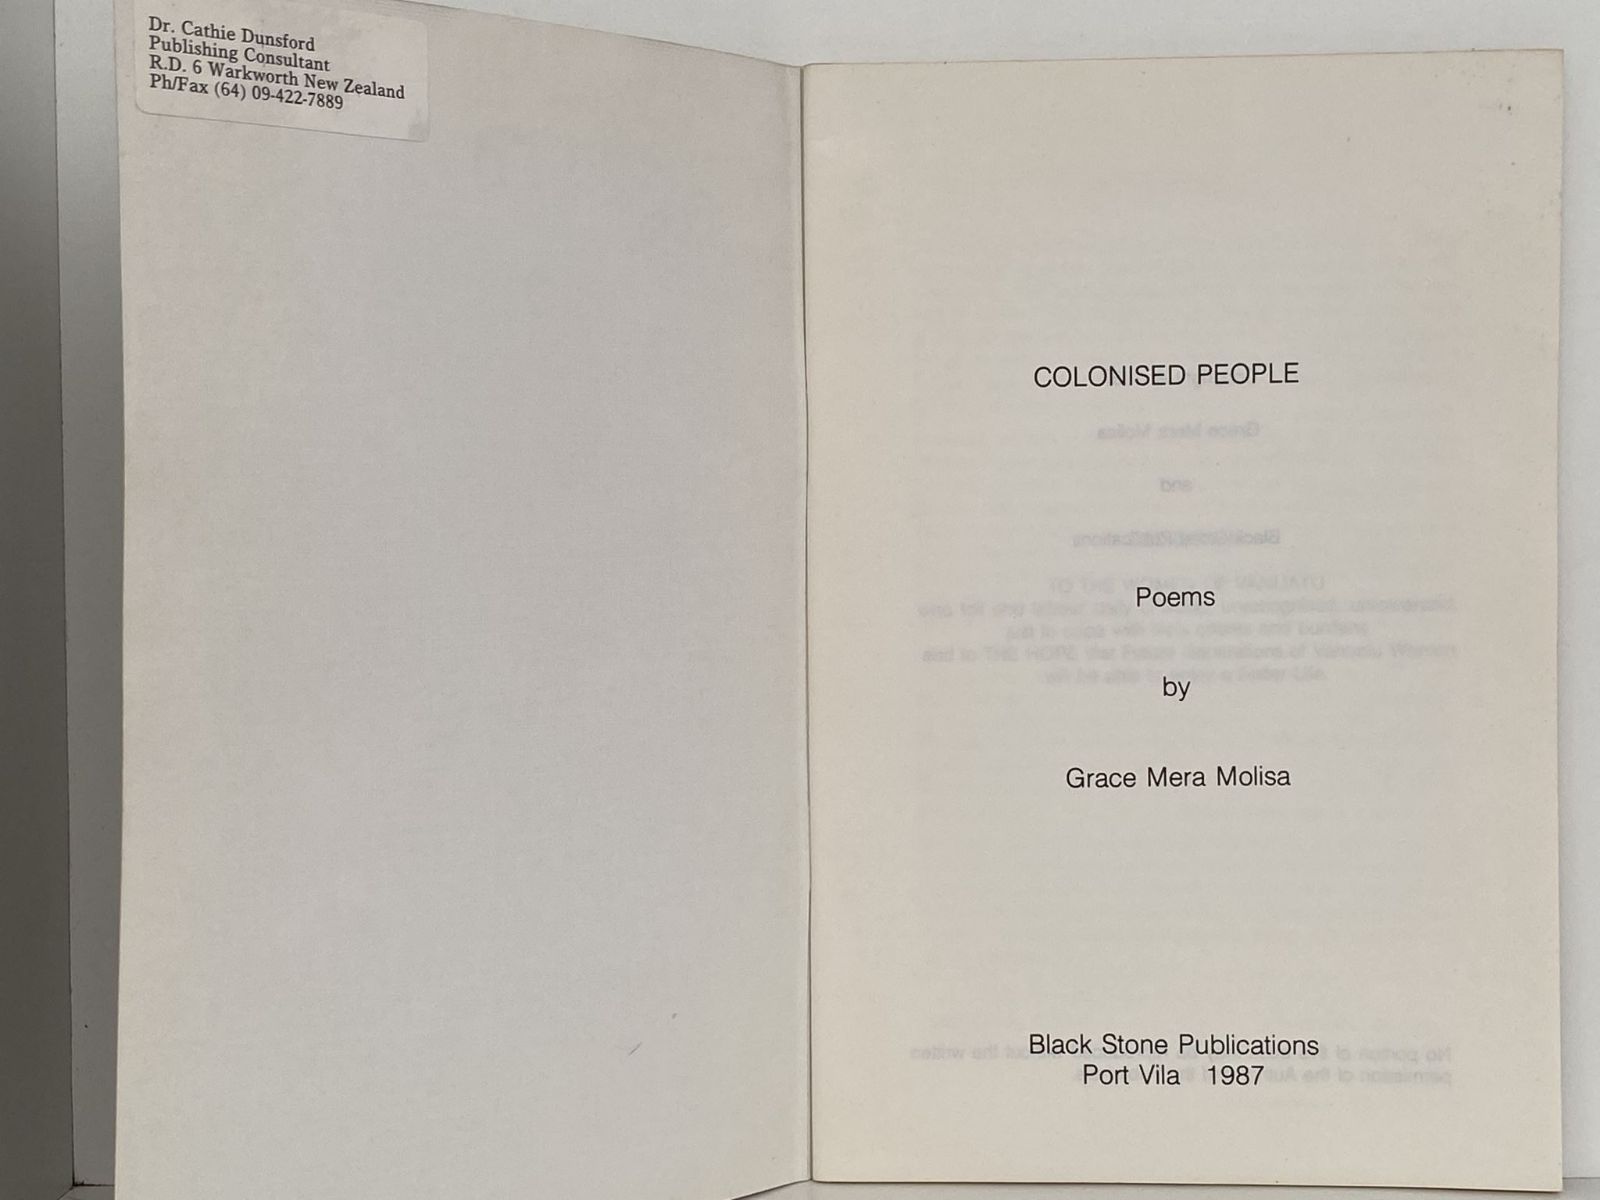 Dr. Cathie Dunsford
Publishing Consultant
R.D. 6 Warkworth New Zealand
Ph/Fax (64) 09-422-7889
COLONISED PEOPLE
Poems
by
Grace Mera Molisa
Black Stone Publications
Port Vila 1987